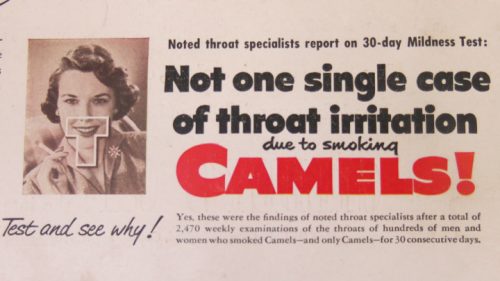 Noted throat specialists report on 30-day Mildness Test:
Not one single case
of throat irritation
due to smoking
CAMELS!
T
Test and see why!
Yes, these were the findings of noted throat specialists after a total of
2,470 weekly examinations of the throats of hundreds of men and
women who smoked Camels—and only Camels—for 30 consecutive days.